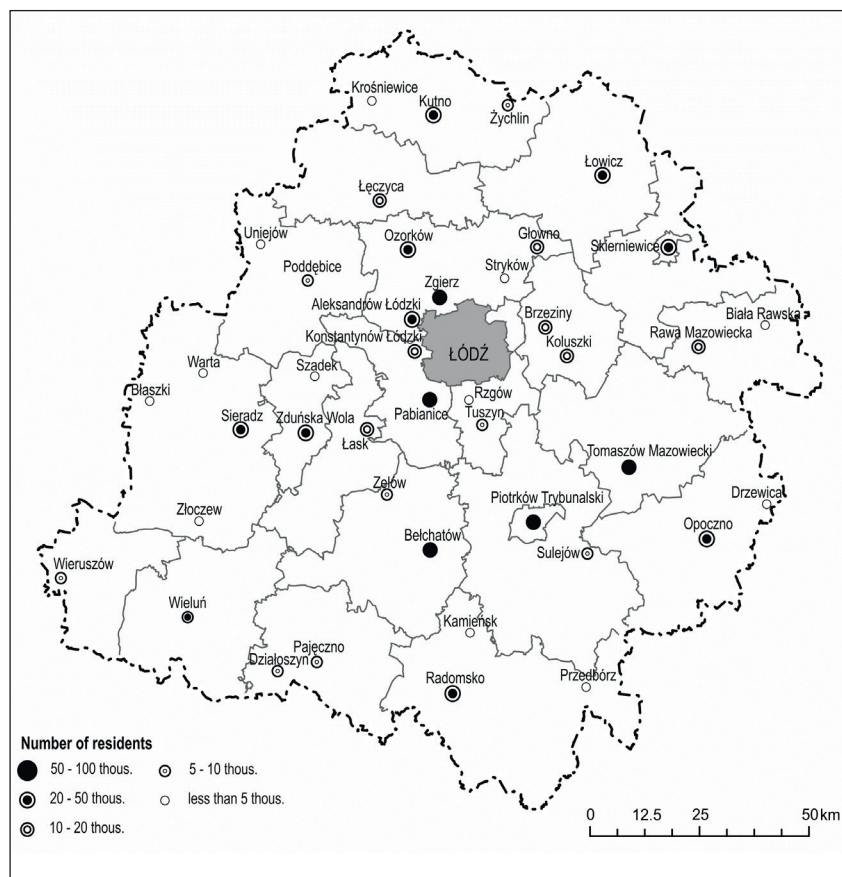 Krośniewice
Kutno
Żychlin
Łowicz
Łęczyca
Uniejów
Ozorków
Głowno
Skierniewice
Poddębice
Stryków
Zgierz
Aleksandrów Łódzki
Brzeziny
Biała Rawska
Konstantynów Łódzki
ŁÓDŹ
Koluszki
Rawa Mazowiecka
Warta
Szadek
Błaszki
Rzgów
Sieradz
Zduńska Wola
Pabianice
Tuszyn
Łask
Tomaszów Mazowiecki
Zelów
Piotrków Trybunalski
Drzewica
Złoczew
Bełchatów
Opoczno
Sulejów
Wieruszów
Wieluń
Kamieńsk
Pajęczno
Działoszyn
Radomsko
Przedbórz
Number of residents
50 - 100 thous.
5 - 10 thous.
20 - 50 thous.
less than 5 thous.
10 - 20 thous.
0 12.5 25 50 km